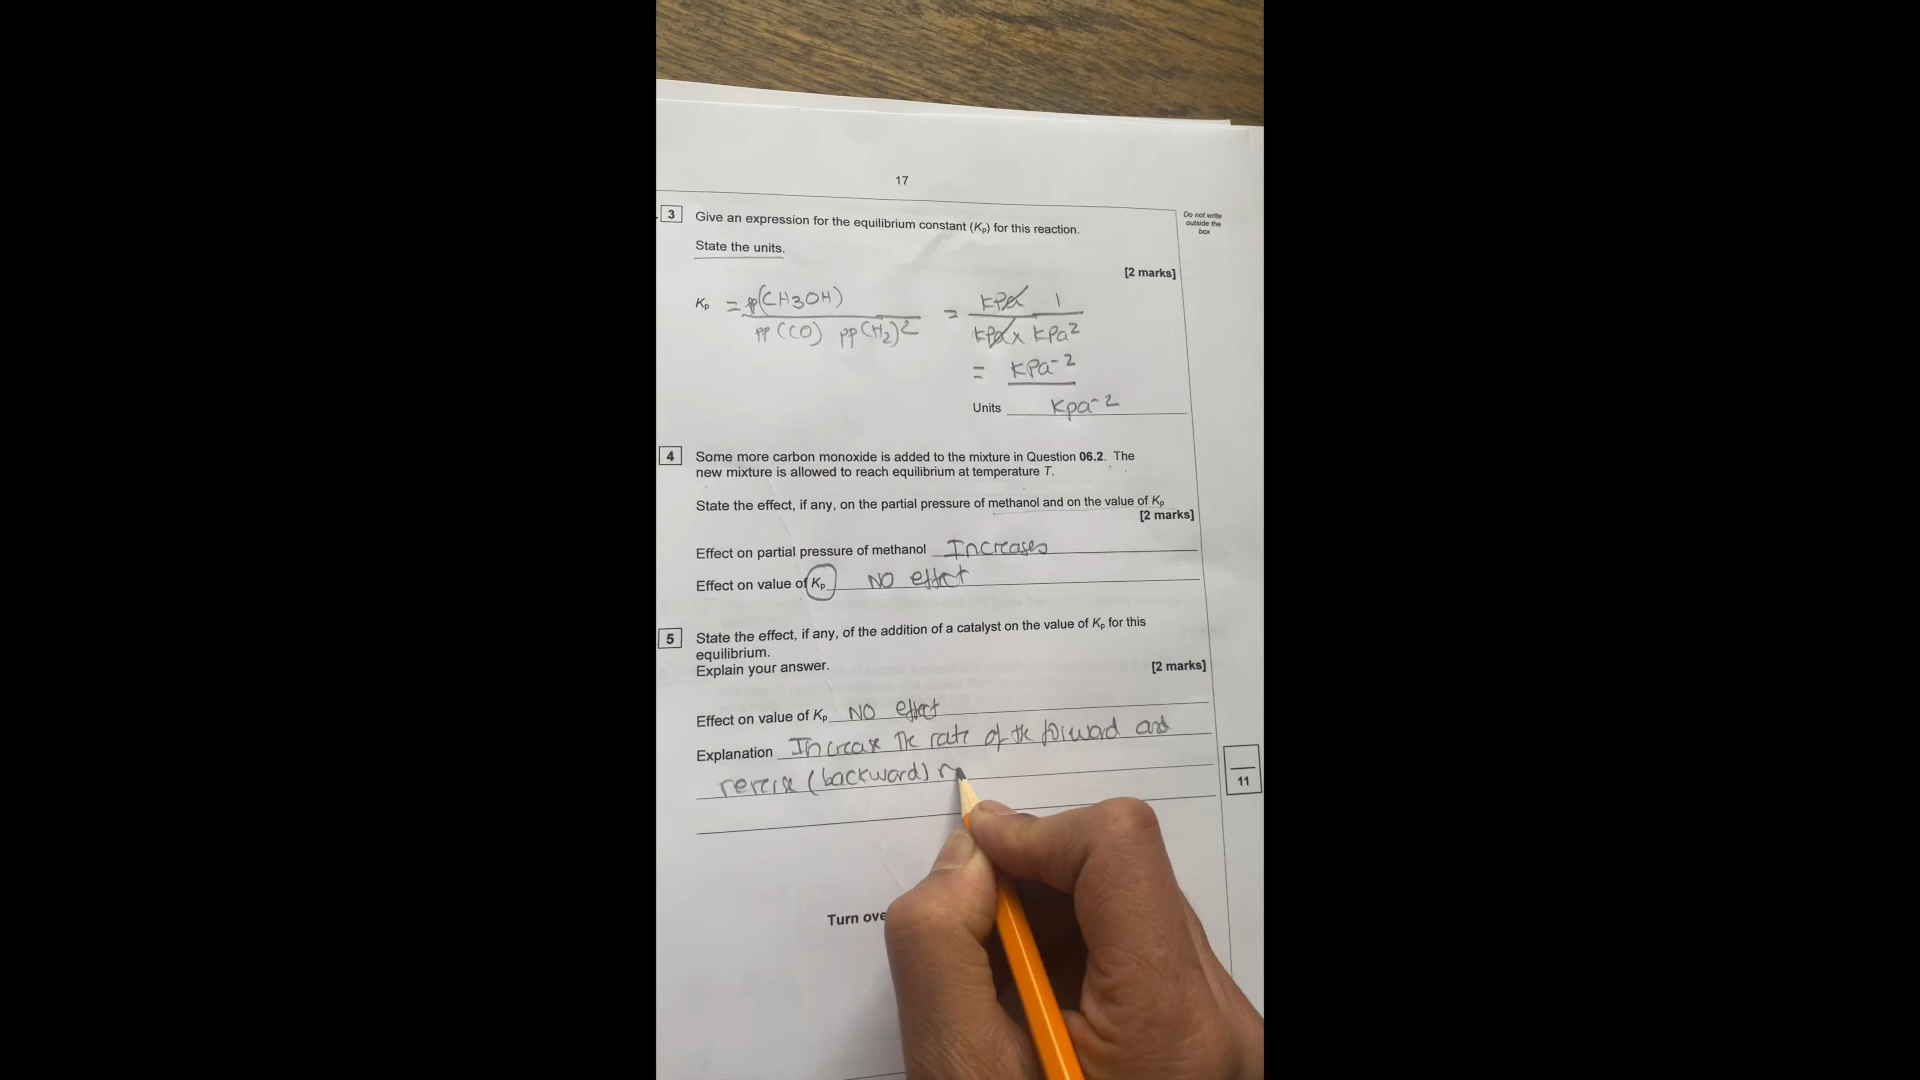 17
3 Give an expression for the equilibrium constant (Kp) for this reaction.
Do not write
outside the
box
State the units.
[2 marks]
Kp = p(CH3OH) = kPa 1
pp(CO) pp(H2)2 kPa x kPa2
= kPa-2
Units kpa-2
4 Some more carbon monoxide is added to the mixture in Question 06.2. The
new mixture is allowed to reach equilibrium at temperature T.
State the effect, if any, on the partial pressure of methanol and on the value of Kp
[2 marks]
Effect on partial pressure of methanol Increases
Effect on value of Kp NO effect
5 State the effect, if any, of the addition of a catalyst on the value of Kp for this
equilibrium.
Explain your answer.
[2 marks]
Effect on value of Kp NO effect
Explanation Increase the rate of the forward and
reverse (backward)
11
Turn ove